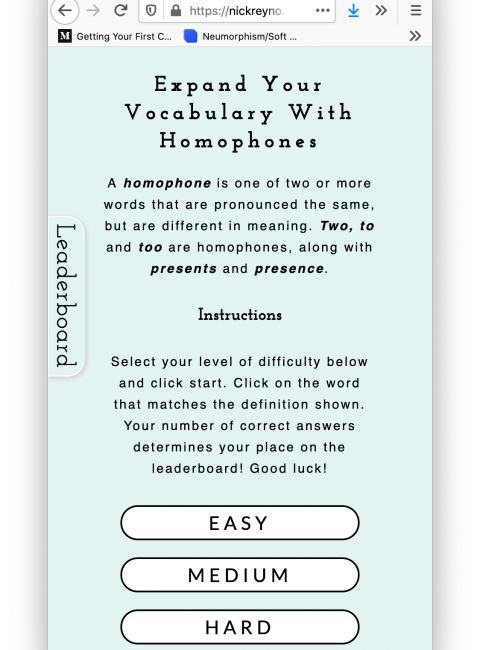 https://nickreyno.
Getting Your First C...
Neumorphism/Soft ...
Expand Your
Vocabulary With
Homophones
A homophone is one of two or more
words that are pronounced the same,
but are different in meaning. Two, to
and too are homophones, along with
presents and presence.
Leaderboard
Instructions
Select your level of difficulty below
and click start. Click on the word
that matches the definition shown.
Your number of correct answers
determines your place on the
leaderboard! Good luck!
EASY
MEDIUM
HARD